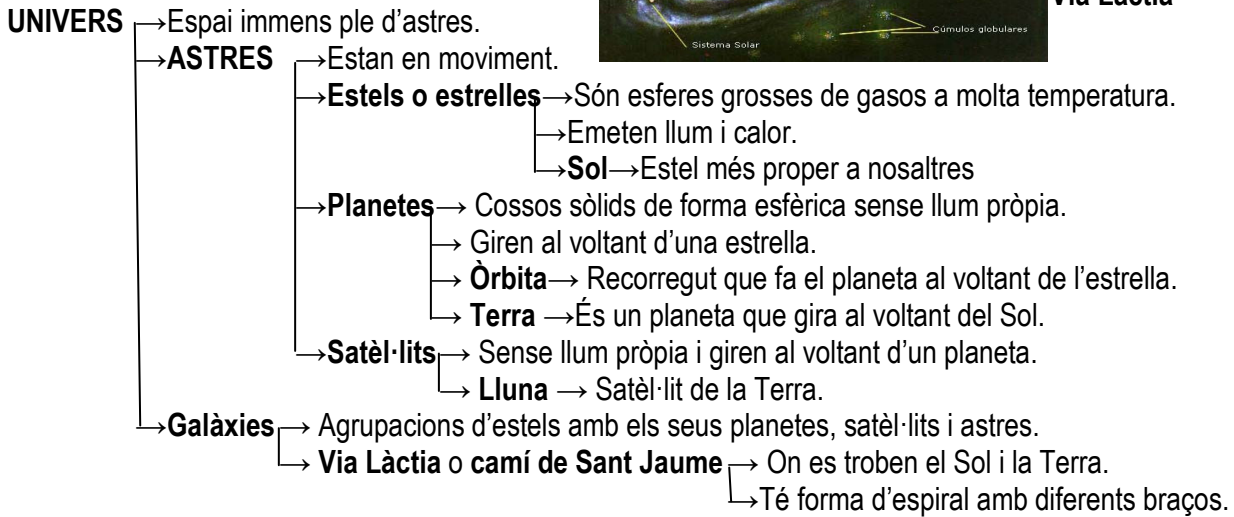 Via Làctia
Sistema Solar
Cúmulos globulares
UNIVERS →Espai immens ple d’astres.
→ASTRES →Estan en moviment.
→Estels o estrelles→Són esferes grosses de gasos a molta temperatura.
→Emeten llum i calor.
→Sol→Estel més proper a nosaltres
→Planetes→ Cossos sòlids de forma esfèrica sense llum pròpia.
→ Giren al voltant d’una estrella.
→ Òrbita→ Recorregut que fa el planeta al voltant de l’estrella.
→ Terra →És un planeta que gira al voltant del Sol.
→Satèl·lits→ Sense llum pròpia i giren al voltant d’un planeta.
→ Lluna → Satèl·lit de la Terra.
→Galàxies→ Agrupacions d’estels amb els seus planetes, satèl·lits i astres.
→ Via Làctia o camí de Sant Jaume→ On es troben el Sol i la Terra.
→Té forma d’espiral amb diferents braços.